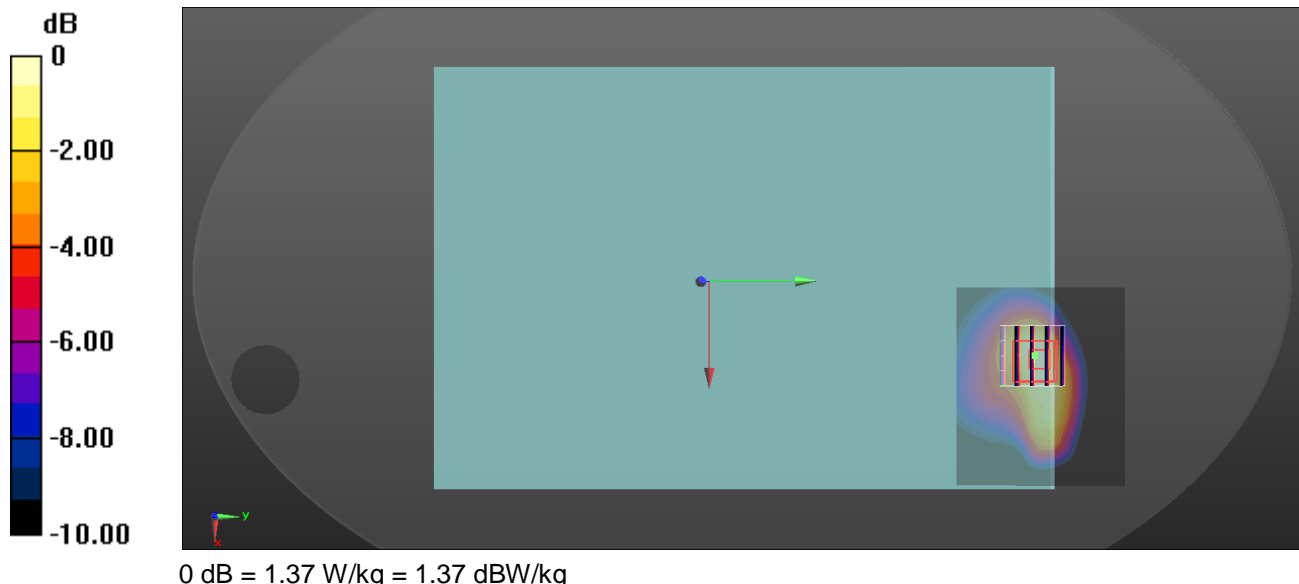 dB
0
-2.00
-4.00
-6.00
-8.00
-10.00
y
x
0 dB = 1.37 W/kg = 1.37 dBW/kg